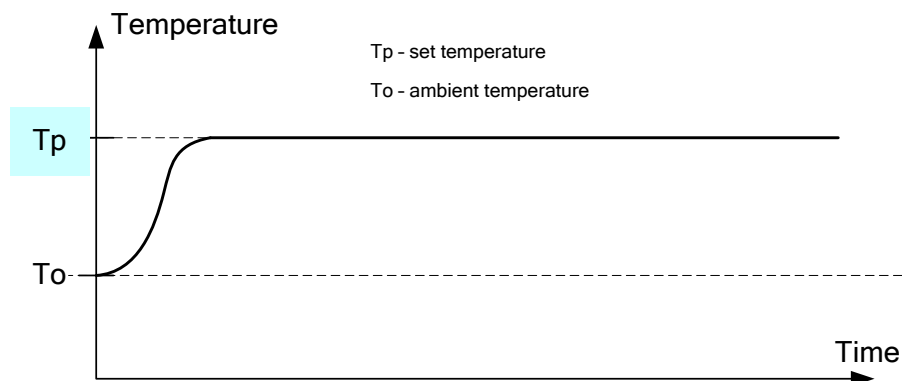 Temperature
Tp - set temperature
To - ambient temperature
Tp
To
Time